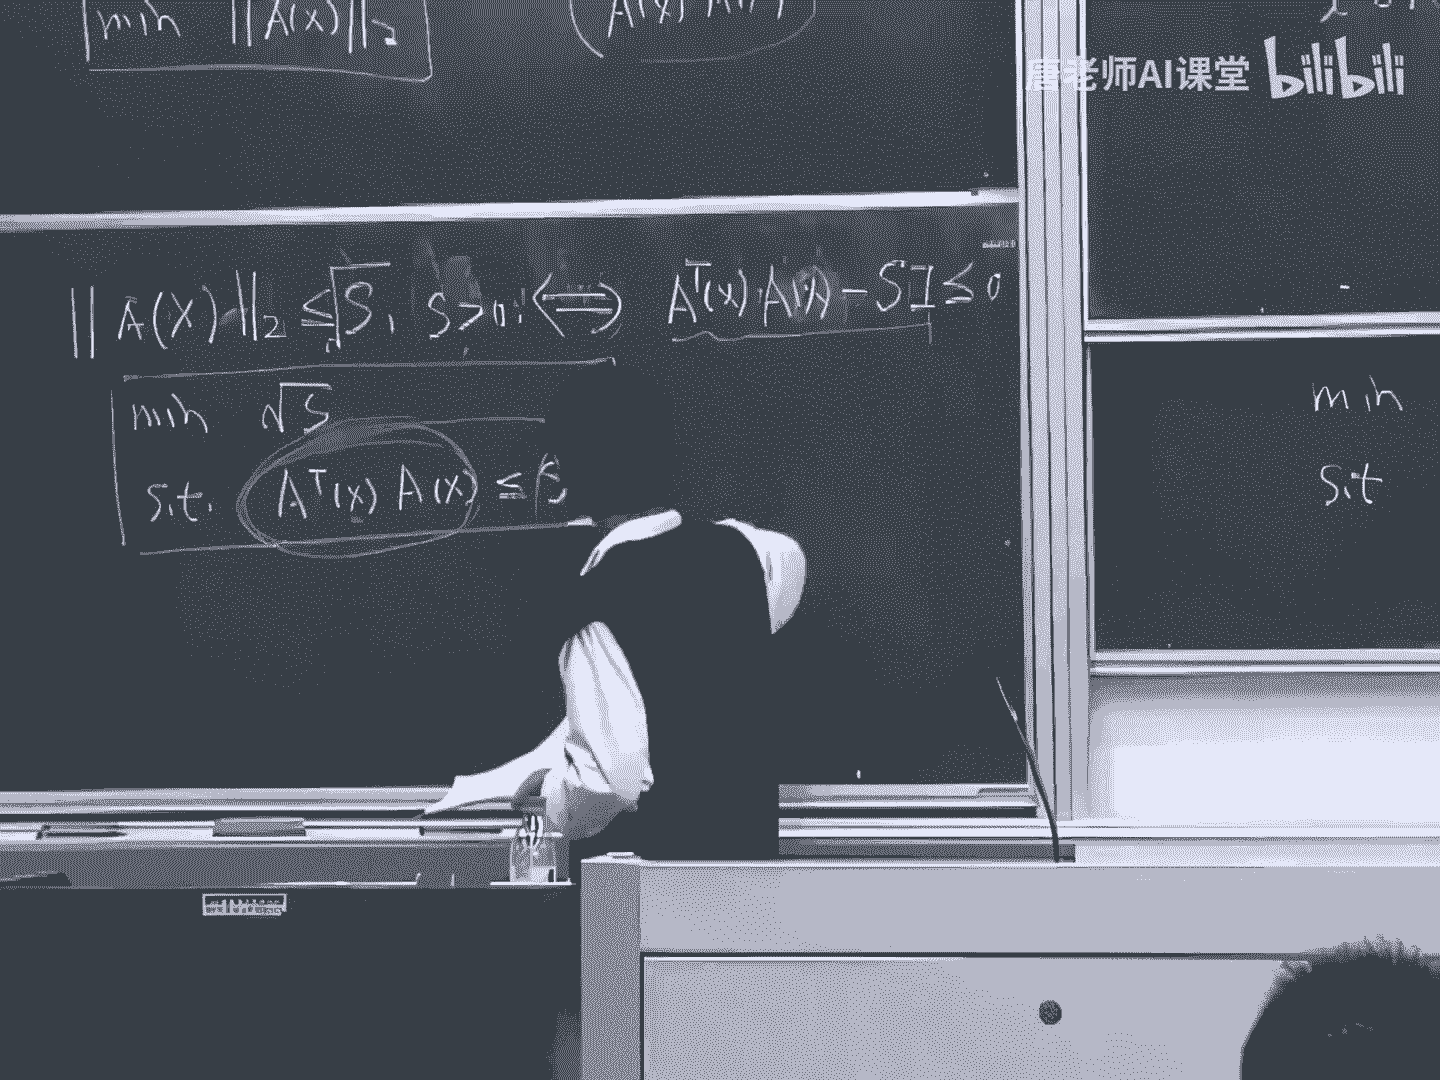 min ||A(x)||₂
唐老师AI课堂 bilibili
||A(X)||₂ ≤ √S, S>0, ⟺ Aᵀ(x)·A(x) − SI ≤ 0
min √S
s.t. Aᵀ(x) A(x) ≤
min
s.t